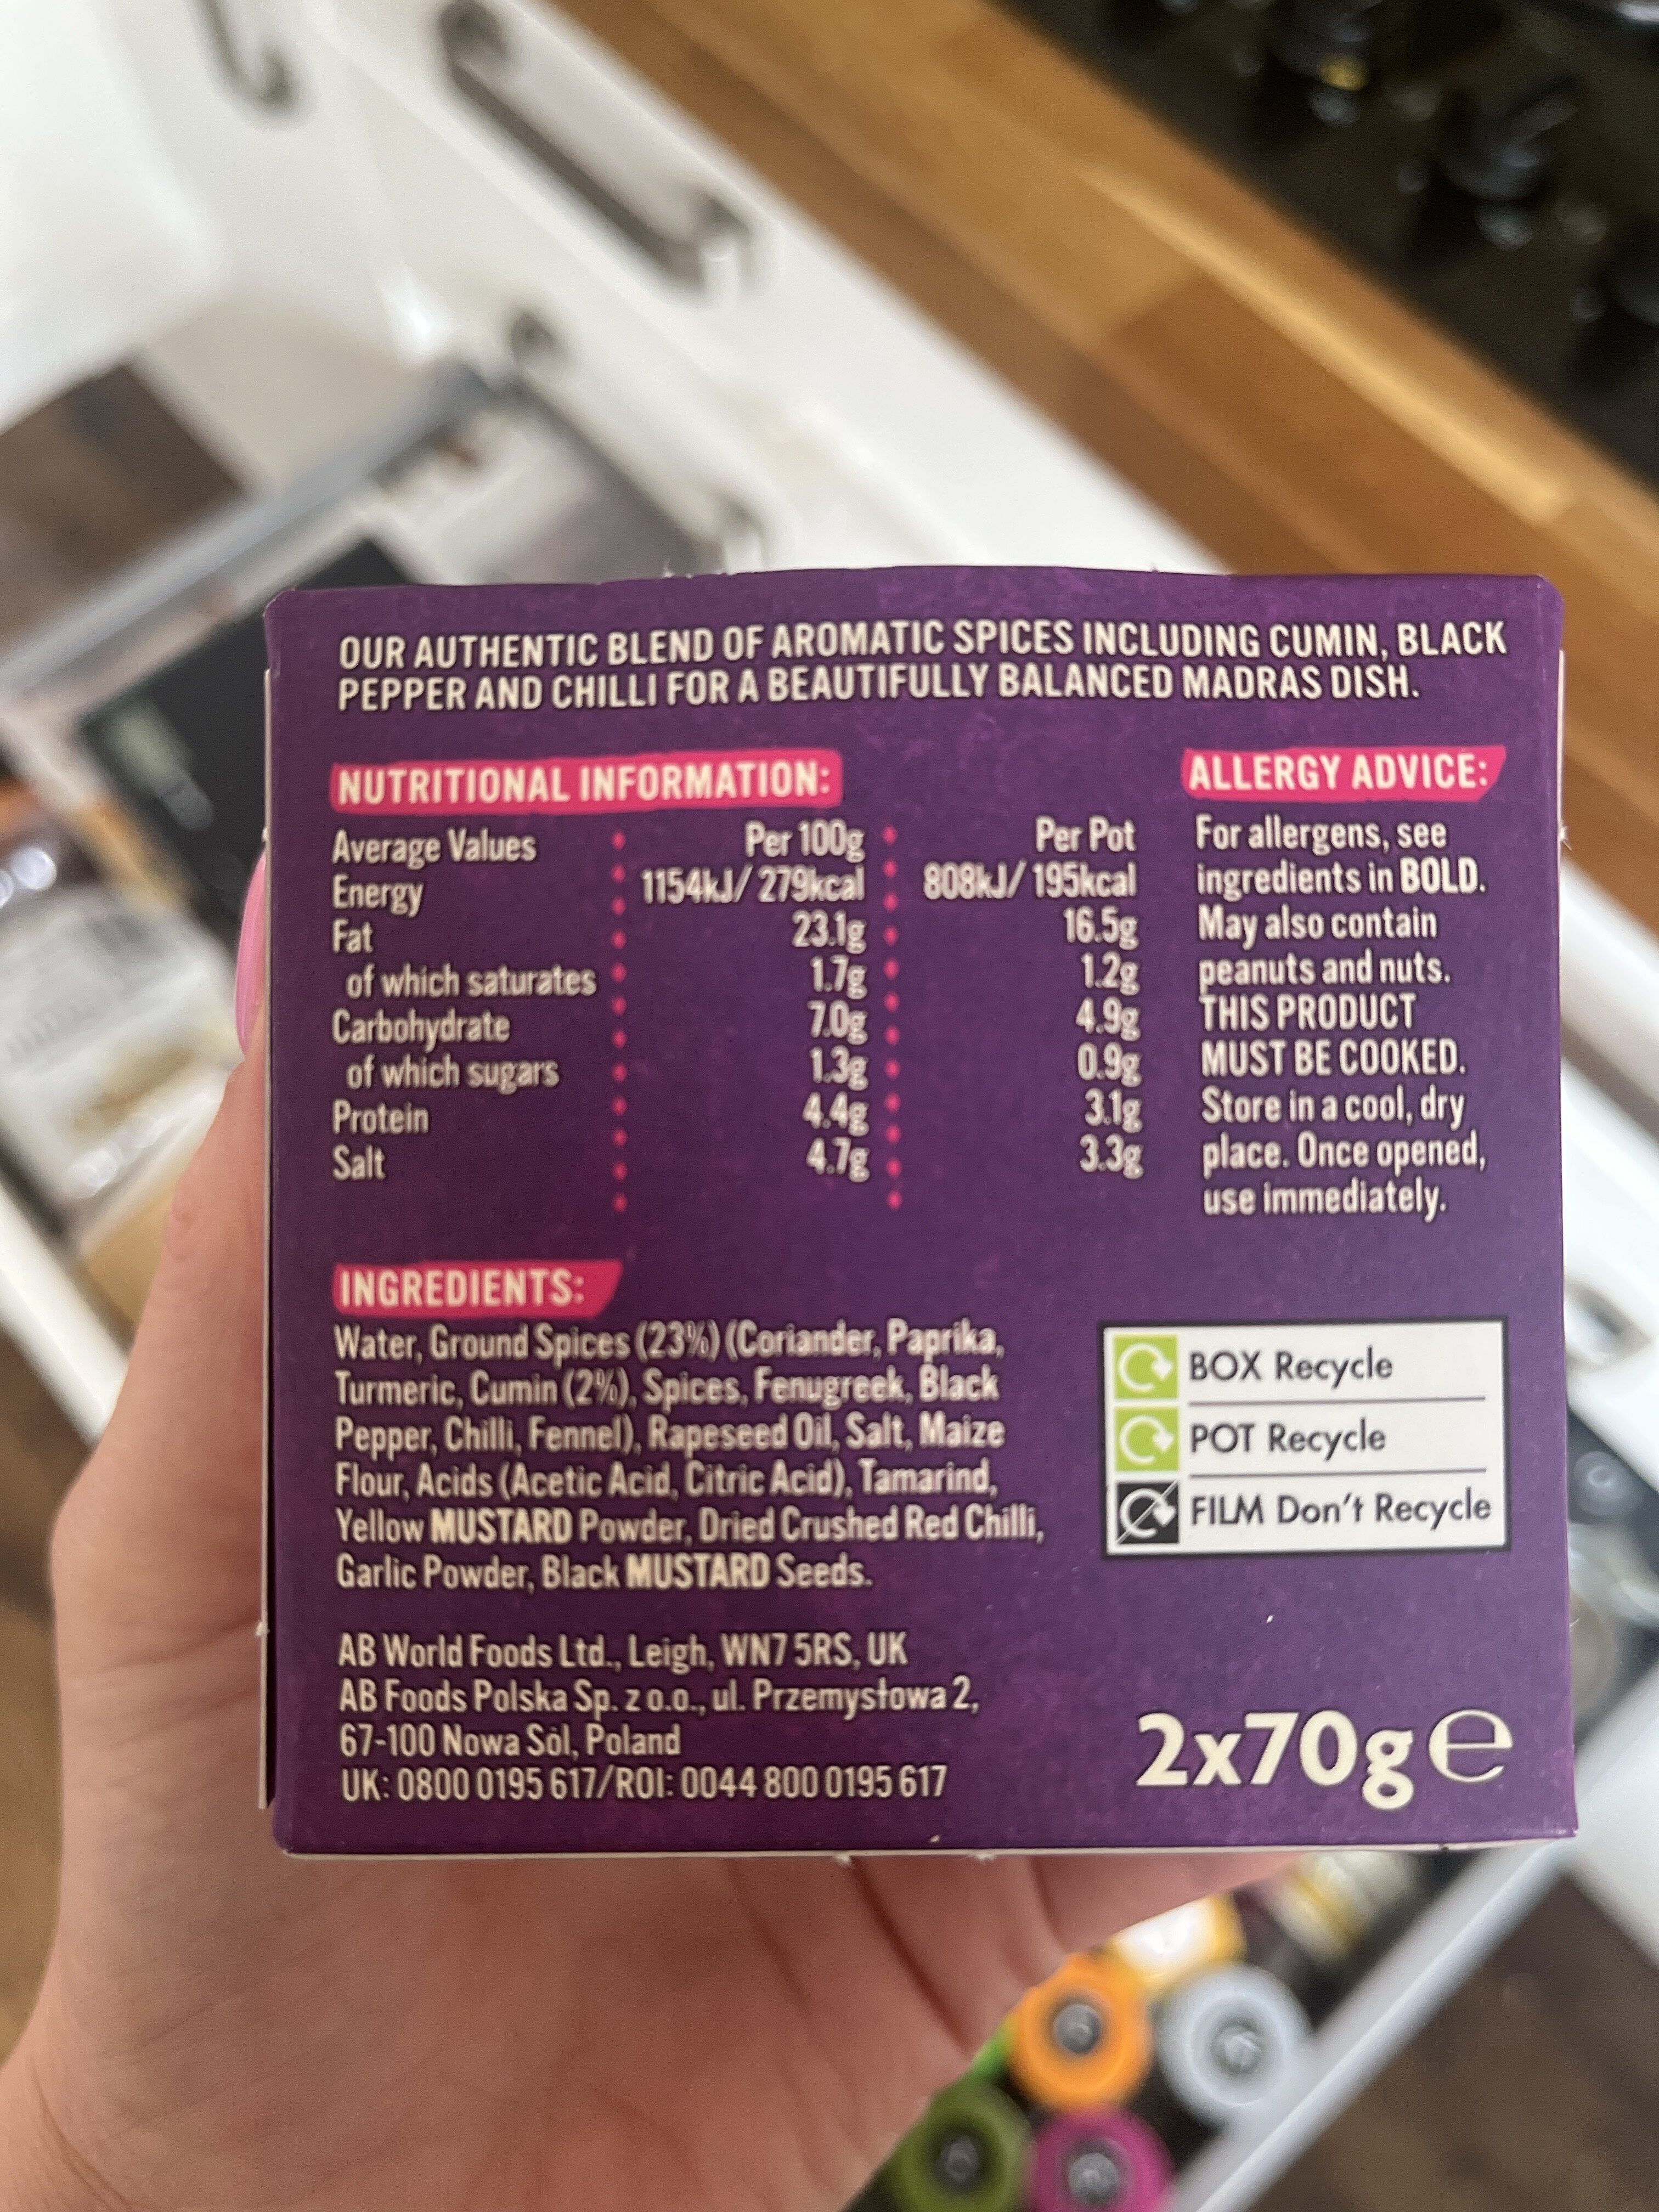 OUR AUTHENTIC BLEND OF AROMATIC SPICES INCLUDING CUMIN, BLACK
PEPPER AND CHILLI FOR A BEAUTIFULLY BALANCED MADRAS DISH.
NUTRITIONAL INFORMATION:
Average Values Per 100g Per Pot
Energy 1154kJ/ 279kcal 808kJ/ 195kcal
Fat 23.1g 16.5g
of which saturates 1.7g 1.2g
Carbohydrate 7.0g 4.9g
of which sugars 1.3g 0.9g
Protein 4.4g 3.1g
Salt 4.7g 3.3g
ALLERGY ADVICE:
For allergens, see
ingredients in BOLD.
May also contain
peanuts and nuts.
THIS PRODUCT
MUST BE COOKED.
Store in a cool, dry
place. Once opened,
use immediately.
INGREDIENTS:
Water, Ground Spices (23%) (Coriander, Paprika,
Turmeric, Cumin (2%), Spices, Fenugreek, Black
Pepper, Chilli, Fennel), Rapeseed Oil, Salt, Maize
Flour, Acids (Acetic Acid, Citric Acid), Tamarind,
Yellow MUSTARD Powder, Dried Crushed Red Chilli,
Garlic Powder, Black MUSTARD Seeds.
BOX Recycle
POT Recycle
FILM Don't Recycle
AB World Foods Ltd., Leigh, WN7 5RS, UK
AB Foods Polska Sp. z o.o., ul. Przemysłowa 2,
67-100 Nowa Sól, Poland
UK: 0800 0195 617/ROI: 0044 800 0195 617
2x70g ℮